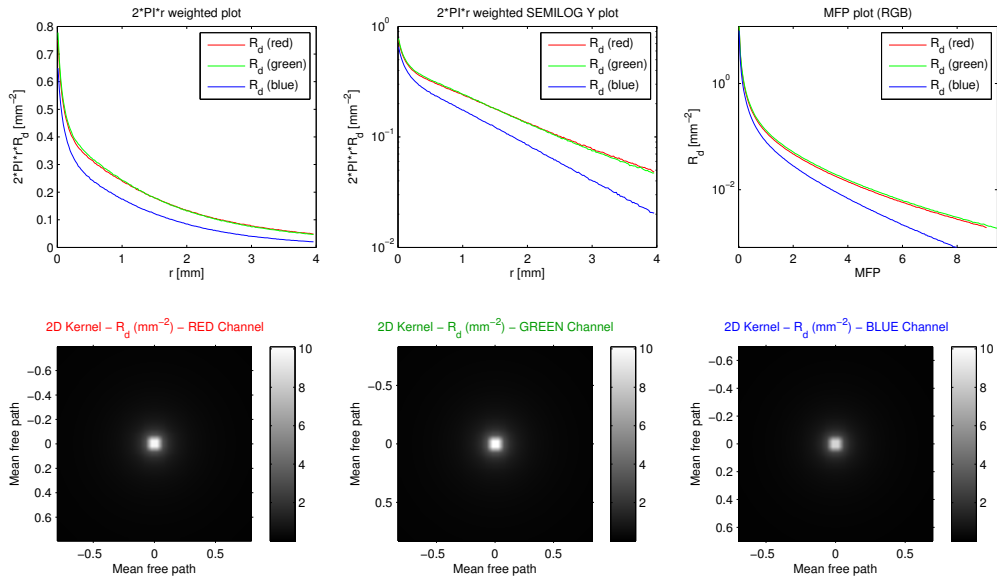 2*PI*r weighted plot
2*PI*r*R_d [mm^−2]
0.8
0.7
0.6
0.5
0.4
0.3
0.2
0.1
0
R_d (red)
R_d (green)
R_d (blue)
0 1 2 3 4
r [mm]
2*PI*r weighted SEMILOG Y plot
2*PI*r*R_d [mm^−2]
10^0
10^−1
10^−2
R_d (red)
R_d (green)
R_d (blue)
0 1 2 3 4
r [mm]
MFP plot (RGB)
R_d [mm^−2]
10^0
10^−2
R_d (red)
R_d (green)
R_d (blue)
0 2 4 6 8
MFP
2D Kernel − R_d (mm^−2) − RED Channel
Mean free path
−0.6
−0.4
−0.2
0
0.2
0.4
0.6
−0.5 0 0.5
Mean free path
10
8
6
4
2
2D Kernel − R_d (mm^−2) − GREEN Channel
Mean free path
−0.5
0
0.5
−0.5 0 0.5
Mean free path
10
8
6
4
2
2D Kernel − R_d (mm^−2) − BLUE Channel
Mean free path
−0.6
−0.4
−0.2
0
0.2
0.4
0.6
−0.5 0 0.5
Mean free path
10
8
6
4
2